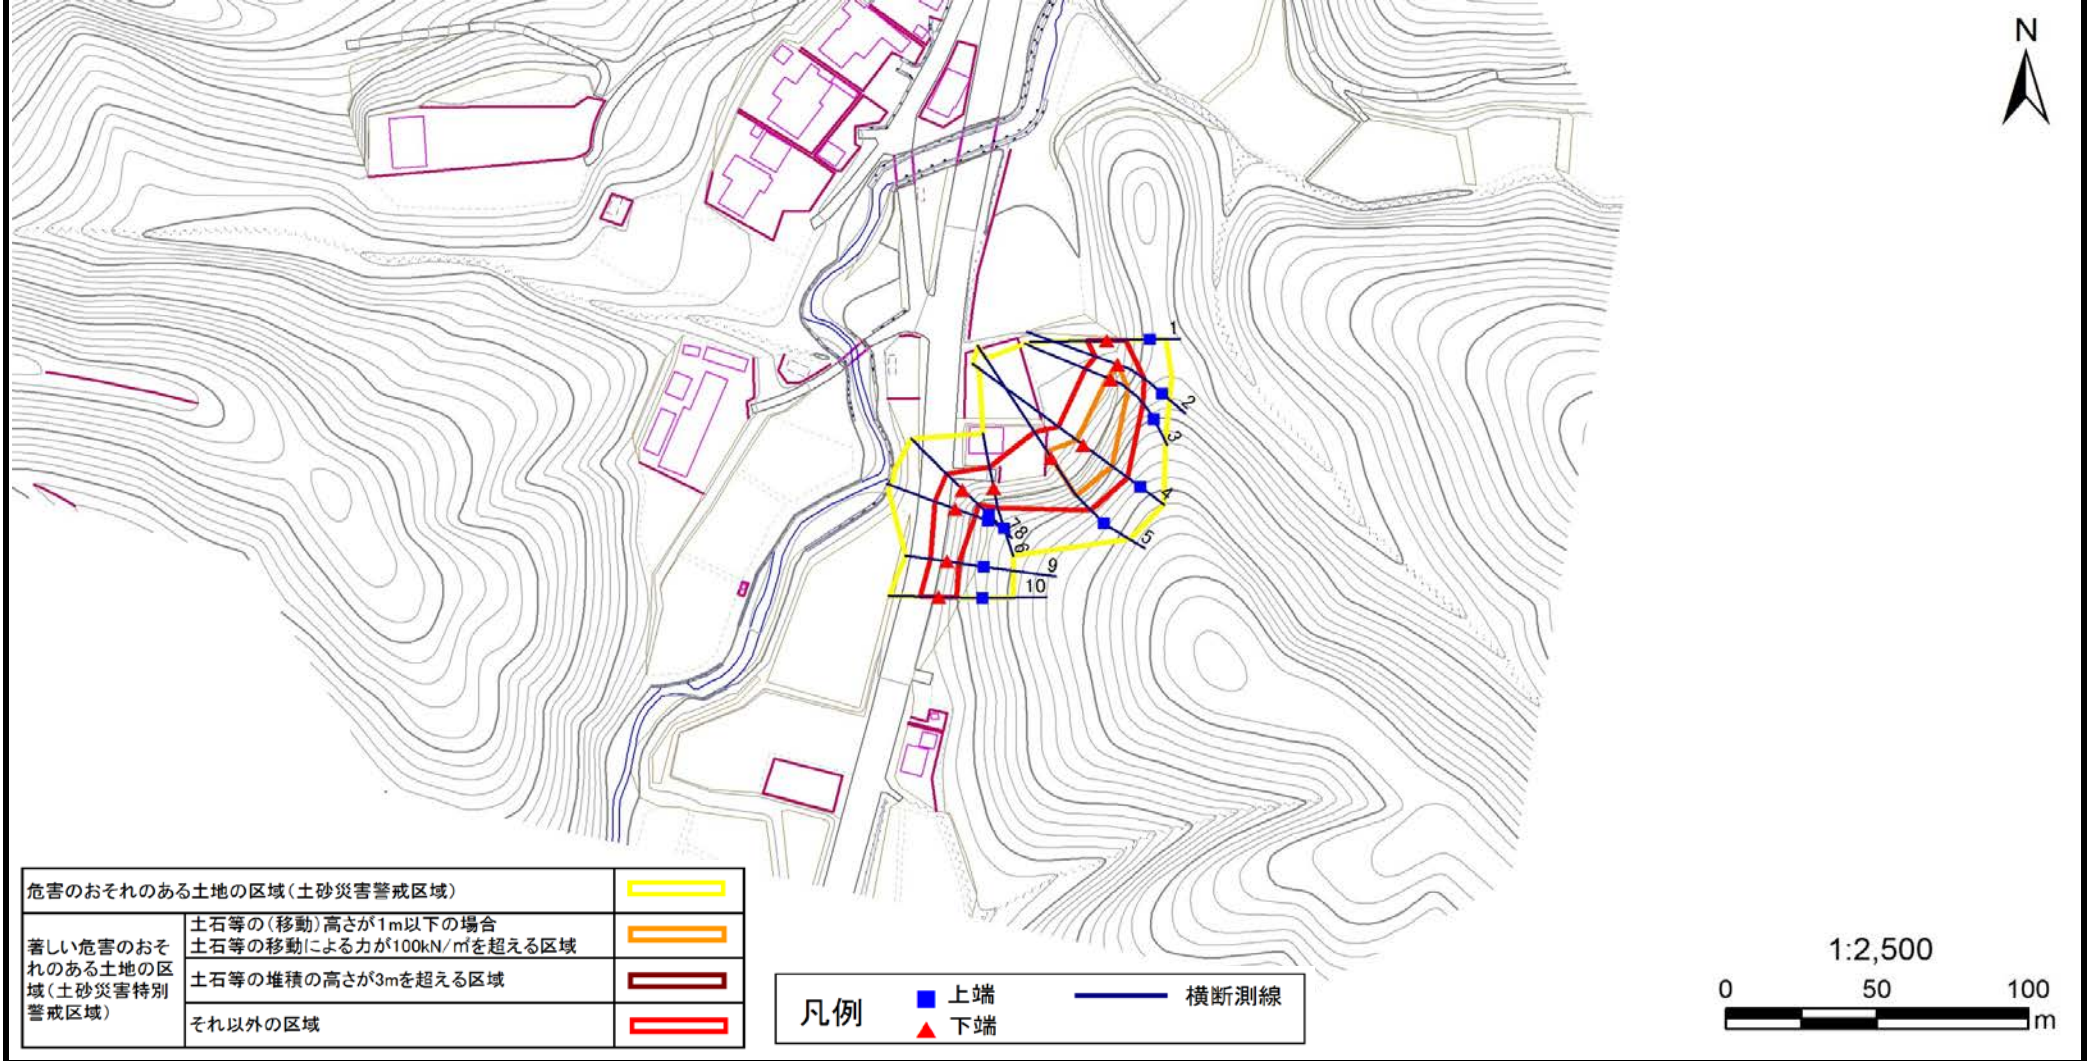 N
1
2
3
4
5
7
8
6
9
10
危害のおそれのある土地の区域(土砂災害警戒区域)
著しい危害のおそ
れのある土地の区
域(土砂災害特別
警戒区域)
土石等の(移動)高さが1m以下の場合
土石等の移動による力が100kN/㎡を超える区域
土石等の堆積の高さが3mを超える区域
それ以外の区域
凡例
上端
下端
横断測線
1:2,500
0 50 100
m